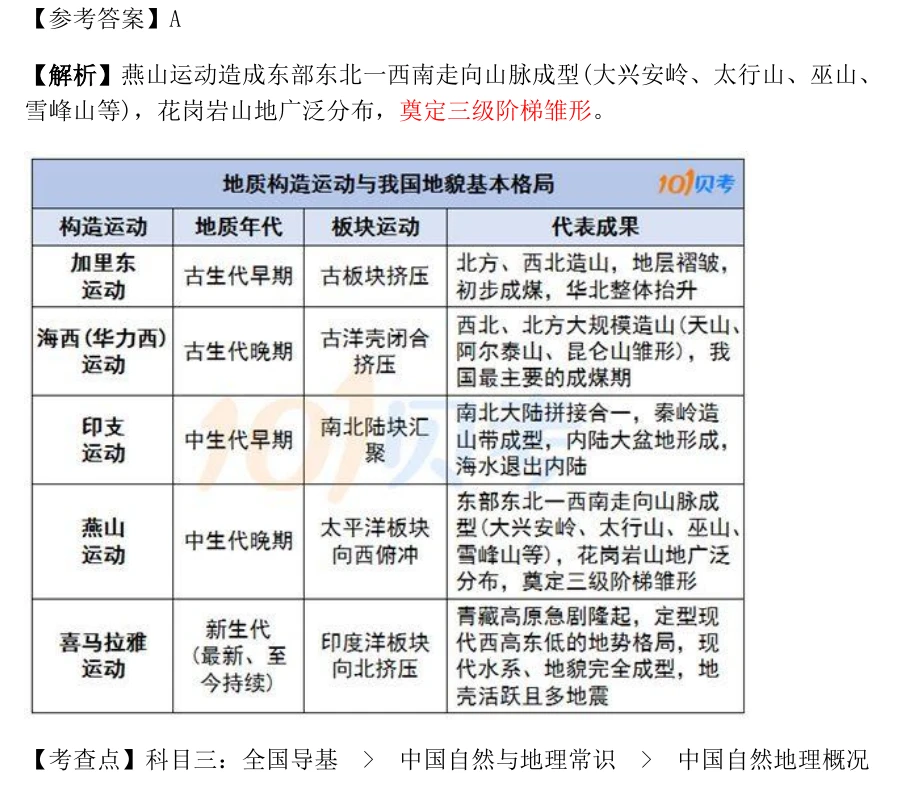 【参考答案】A
【解析】燕山运动造成东部东北一西南走向山脉成型(大兴安岭、太行山、巫山、
雪峰山等)，花岗岩山地广泛分布，奠定三级阶梯雏形。
地质构造运动与我国地貌基本格局
101贝考
构造运动 地质年代 板块运动 代表成果
加里东
运动
古生代早期
古板块挤压
北方、西北造山，地层褶皱，
初步成煤，华北整体抬升
海西(华力西)
运动
古生代晚期
古洋壳闭合
挤压
西北、北方大规模造山(天山、
阿尔泰山、昆仑山雏形)，我
国最主要的成煤期
印支
运动
中生代早期
南北陆块汇
聚
南北大陆拼接合一，秦岭造
山带成型，内陆大盆地形成，
海水退出内陆
燕山
运动
中生代晚期
太平洋板块
向西俯冲
东部东北一西南走向山脉成
型(大兴安岭、太行山、巫山、
雪峰山等)，花岗岩山地广泛
分布，奠定三级阶梯雏形
喜马拉雅
运动
新生代
(最新、至
今持续)
印度洋板块
向北挤压
青藏高原急剧隆起，定型现
代西高东低的地势格局，现
代水系、地貌完全成型，地
壳活跃且多地震
101贝考
【考查点】科目三：全国导基 > 中国自然与地理常识 > 中国自然地理概况